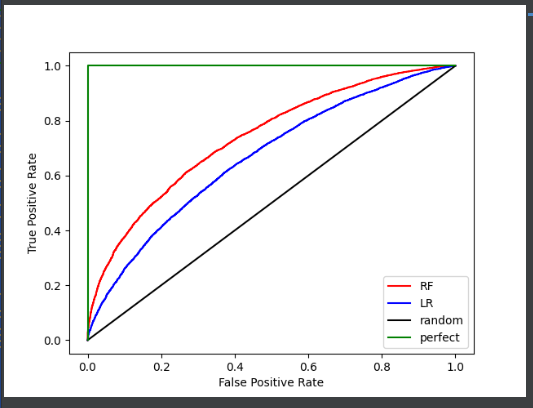 1.0
0.8
0.6
0.4
0.2
0.0
True Positive Rate
RF
LR
random
perfect
0.0 0.2 0.4 0.6 0.8 1.0
False Positive Rate